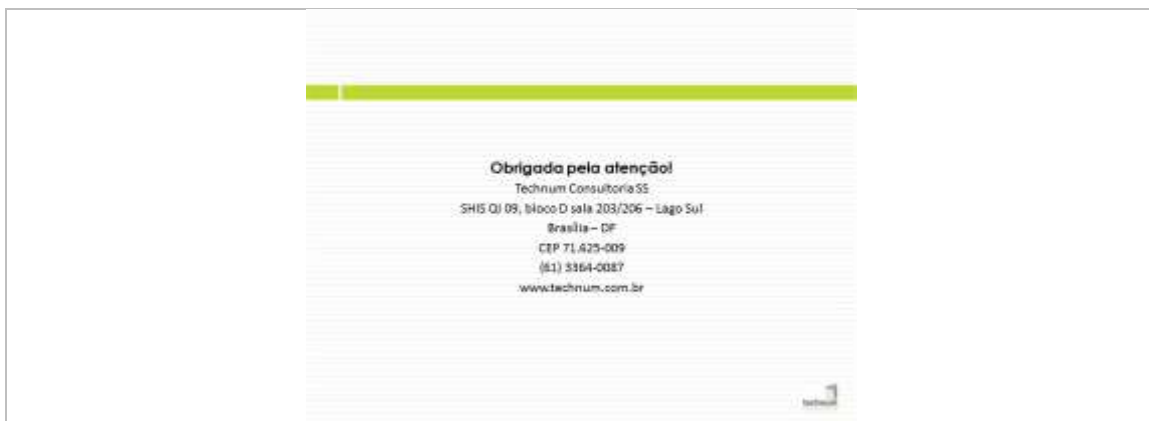 Obrigada pela atenção!
Technum Consultoria SS
SHIS QI 09, bloco D sala 203/206 – Lago Sul
Brasília – DF
CEP 71.625-009
(61) 3364-0087
www.technum.com.br
technum